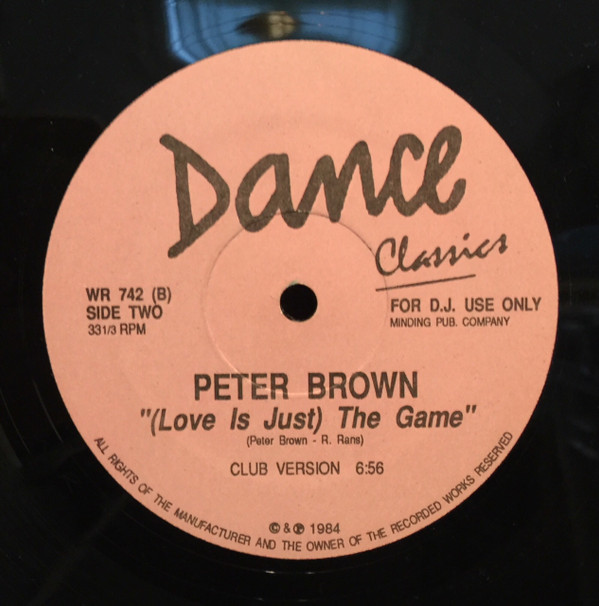 Dance
Classics
WR 742 (B)
SIDE TWO
33 1/3 RPM
FOR D.J. USE ONLY
MINDING PUB. COMPANY
PETER BROWN
"(Love Is Just) The Game"
(Peter Brown - R. Rans)
CLUB VERSION 6:56
© & ℗ 1984
ALL RIGHTS OF THE MANUFACTURER AND THE OWNER OF THE RECORDED WORKS RESERVED